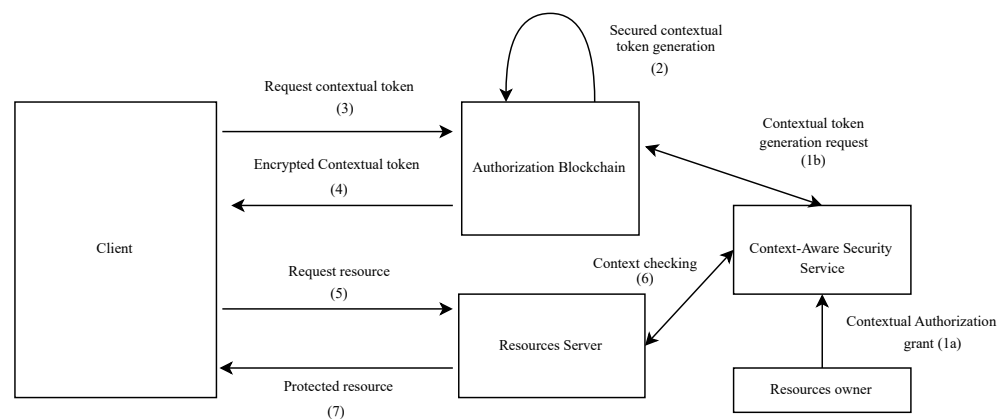 Secured contextual
token generation
(2)
Request contextual token
(3)
Authorization Blockchain
Encrypted Contextual token
(4)
Contextual token
generation request
(1b)
Client
Context-Aware Security
Service
Request resource
(5)
Context checking
(6)
Resources Server
Contextual Authorization
grant (1a)
Protected resource
(7)
Resources owner